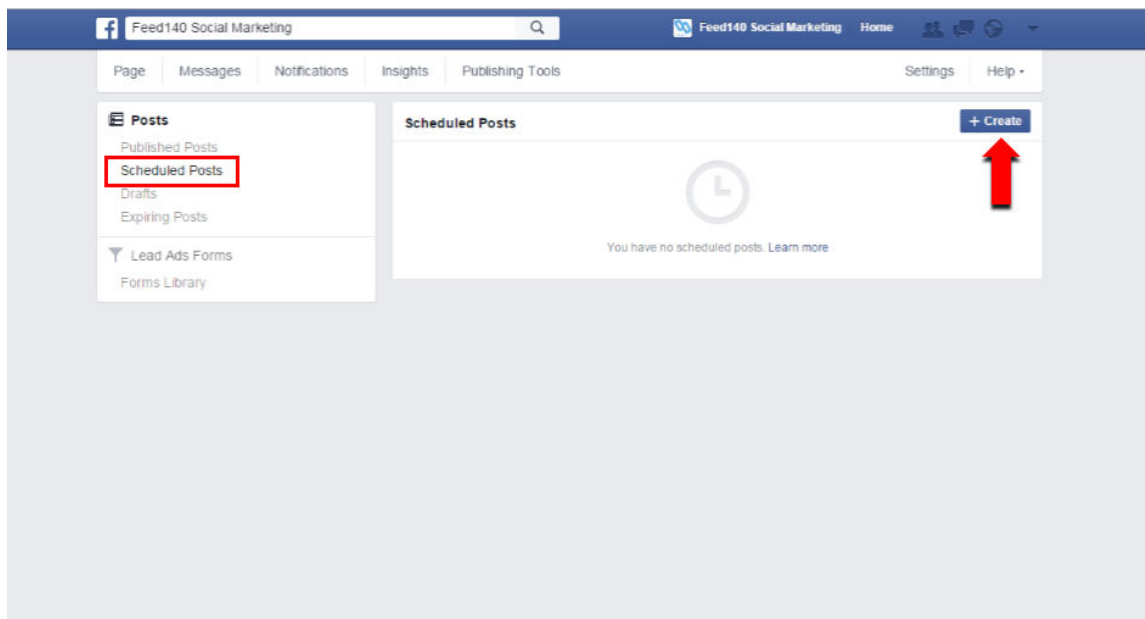 Feed140 Social Marketing
Feed140 Social Marketing Home
Page Messages Notifications Insights Publishing Tools Settings Help
Posts
Published Posts
Scheduled Posts
Drafts
Expiring Posts
Lead Ads Forms
Forms Library
Scheduled Posts
+ Create
You have no scheduled posts. Learn more